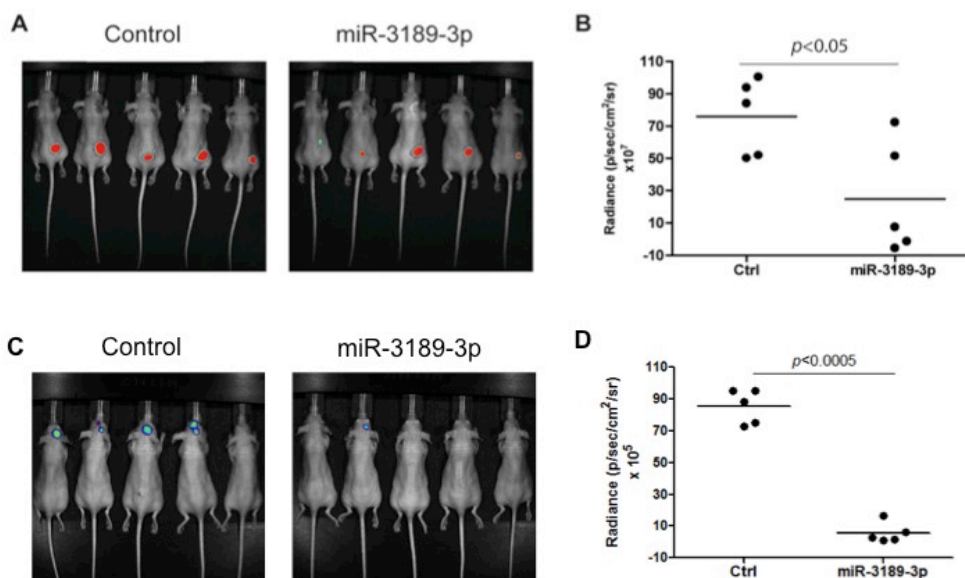 A
Control
miR-3189-3p
B
p<0.05
Radiance (p/sec/cm²/sr)
x10⁷
110
90
70
50
30
10
-10
Ctrl
miR-3189-3p
C
Control
miR-3189-3p
D
p<0.0005
Radiance (p/sec/cm²/sr)
x 10⁵
110
90
70
50
30
10
-10
Ctrl
miR-3189-3p